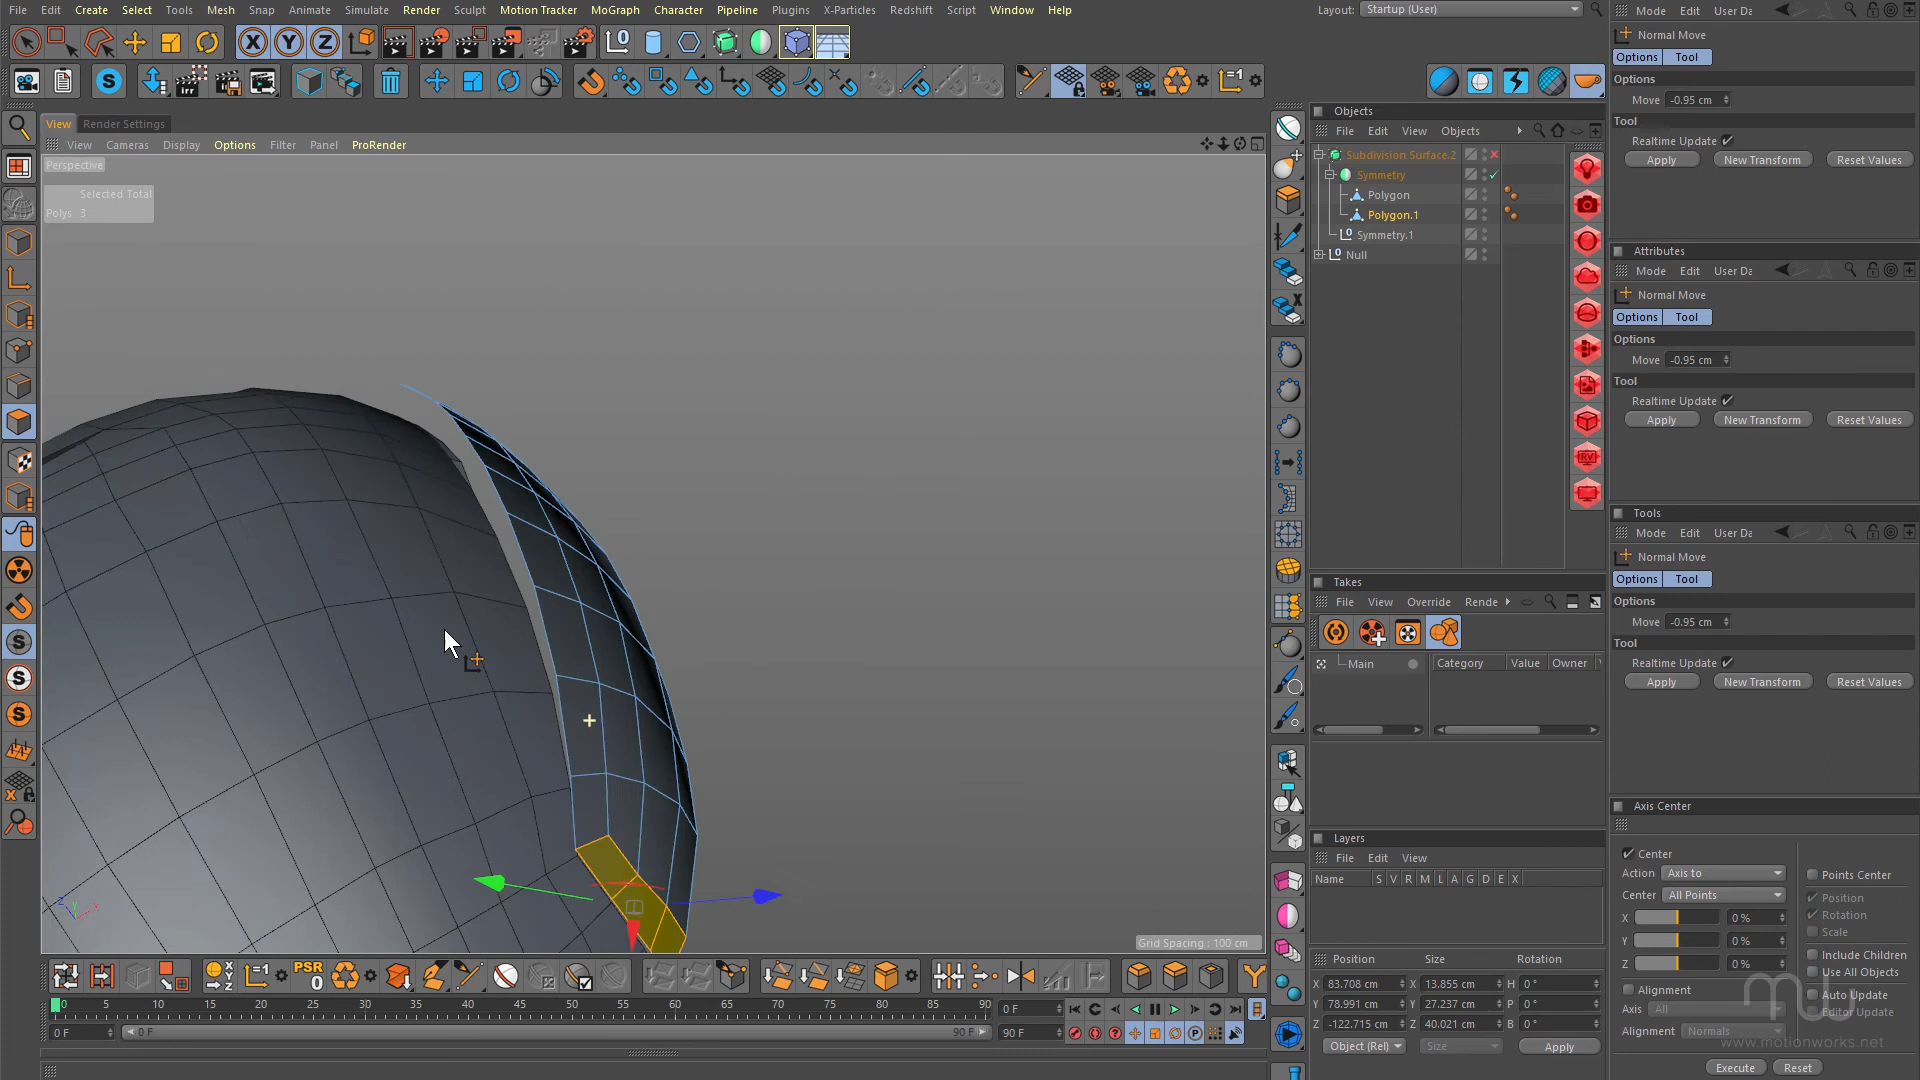 File Edit Create Select Tools Mesh Snap Animate Simulate Render Sculpt Motion Tracker MoGraph Character Pipeline Plugins X-Particles Redshift Script Window Help
Layout: Startup (User)
Mode Edit User Da
Normal Move
Options Tool
Options
Move -0.95 cm
Tool
Realtime Update
Apply New Transform Reset Values
View Render Settings
View Cameras Display Options Filter Panel ProRender
Perspective
Selected Total
Polys 3
Grid Spacing : 100 cm
Objects
File Edit View Objects
Subdivision Surface.2
Symmetry
Polygon
Polygon.1
Symmetry.1
Null
Attributes
Mode Edit User Da
Normal Move
Options Tool
Options
Move -0.95 cm
Tool
Realtime Update
Apply New Transform Reset Values
Tools
Mode Edit User Da
Normal Move
Options Tool
Options
Move -0.95 cm
Tool
Realtime Update
Apply New Transform Reset Values
Takes
File View Override Rende
Main
Category Value Owner
Layers
File Edit View
Name S V R M L A G D E X
Axis Center
Center
Action Axis to
Center All Points
X 0 %
Y 0 %
Z 0 %
Alignment
Axis All
Alignment Normals
Points Center
Position
Rotation
Scale
Include Children
Use All Objects
Auto Update
Editor Update
www.motionworks.net
Execute Reset
Position Size Rotation
X 83.708 cm X 13.855 cm H 0 °
Y 78.991 cm Y 27.237 cm P 0 °
Z -122.715 cm Z 40.021 cm B 0 °
Object (Rel) Size Apply
PSR
0
0 5 10 15 20 25 30 35 40 45 50 55 60 65 70 75 80 85 90
0 F
0 F 0 F 90 F 90 F